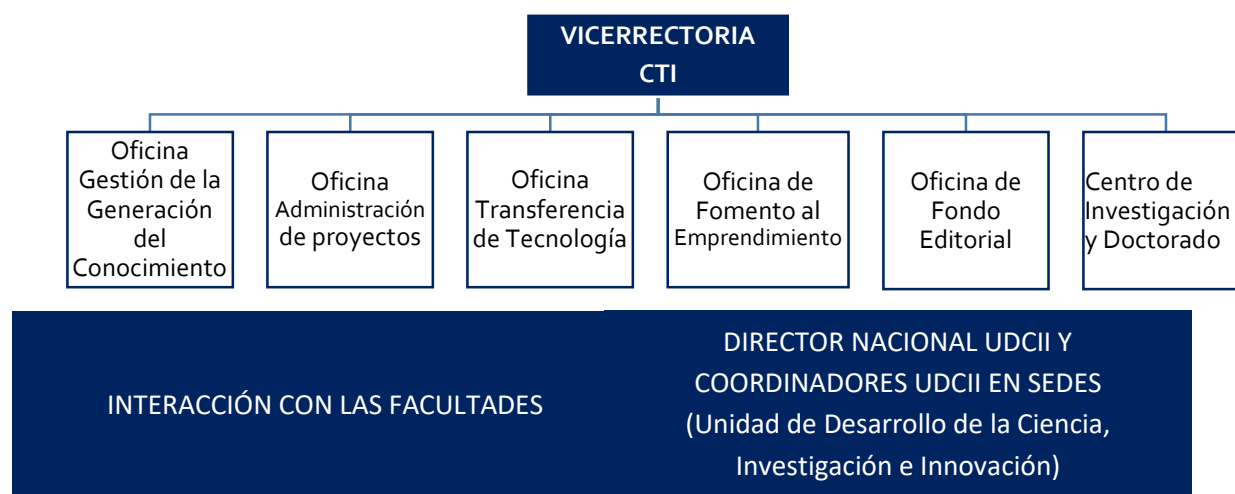 VICERRECTORIA
CTI
Oficina
Gestión de la
Generación
del
Conocimiento
Oficina
Administración
de proyectos
Oficina
Transferencia
de Tecnología
Oficina de
Fomento al
Emprendimiento
Oficina de
Fondo
Editorial
Centro de
Investigación
y Doctorado
INTERACCIÓN CON LAS FACULTADES
DIRECTOR NACIONAL UDCII Y
COORDINADORES UDCII EN SEDES
(Unidad de Desarrollo de la Ciencia,
Investigación e Innovación)